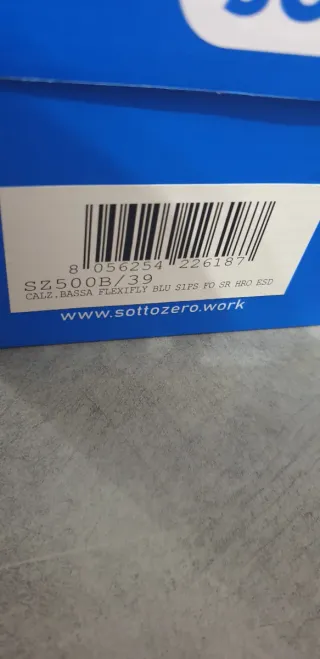 8 056254 226187
SZ500B/39
CALZ.BASSA FLEXIFLY BLU S1PS FO SR HRO ESD
www.sottozero.work